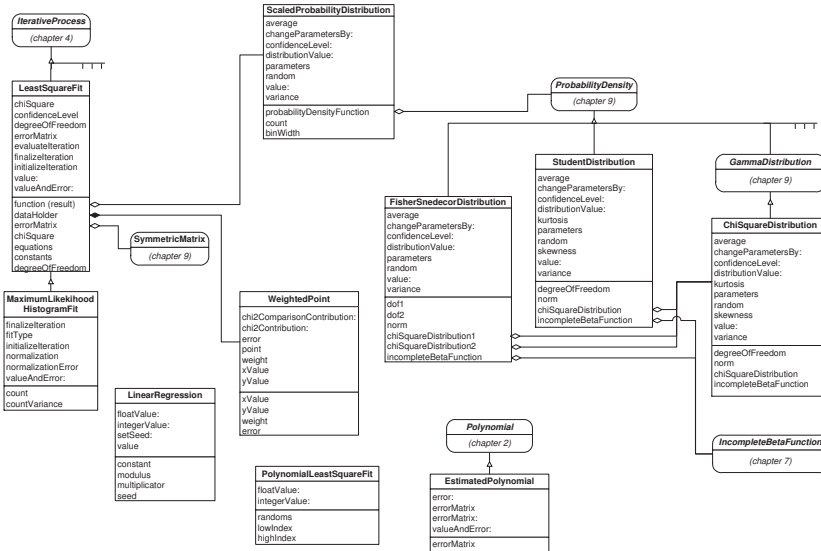 IterativeProcess
(chapter 4)
LeastSquareFit
chiSquare
confidenceLevel
degreeOfFreedom
errorMatrix
evaluateIteration
finalizeIteration
initializeIteration
value:
valueAndError:
function (result)
dataHolder
errorMatrix
chiSquare
equations
constants
degreeOfFreedom
MaximumLikekihood
HistogramFit
finalizeIteration
fitType
initializeIteration
normalization
normalizationError
valueAndError:
count
countVariance
ScaledProbabilityDistribution
average
changeParametersBy:
confidenceLevel:
distributionValue:
parameters
random
value:
variance
probabilityDensityFunction
count
binWidth
SymmetricMatrix
(chapter 9)
WeightedPoint
chi2ComparisonContribution:
chi2Contribution:
error
point
weight
xValue
yValue
xValue
yValue
weight
error
LinearRegression
floatValue:
integerValue:
setSeed:
value
constant
modulus
multiplicator
seed
PolynomialLeastSquareFit
floatValue:
integerValue:
randoms
lowIndex
highIndex
ProbabilityDensity
(chapter 9)
FisherSnedecorDistribution
average
changeParametersBy:
confidenceLevel:
distributionValue:
parameters
random
value:
variance
dof1
dof2
norm
chiSquareDistribution1
chiSquareDistribution2
incompleteBetaFunction
StudentDistribution
average
changeParametersBy:
confidenceLevel:
distributionValue:
kurtosis
parameters
random
skewness
value:
variance
degreeOfFreedom
norm
chiSquareDistribution
incompleteBetaFunction
GammaDistribution
(chapter 9)
ChiSquareDistribution
average
changeParametersBy:
confidenceLevel:
distributionValue:
kurtosis
parameters
random
skewness
value:
variance
degreeOfFreedom
norm
chiSquareDistribution
incompleteBetaFunction
IncompleteBetaFunction
(chapter 7)
Polynomial
(chapter 2)
EstimatedPolynomial
error:
errorMatrix
errorMatrix:
valueAndError:
errorMatrix